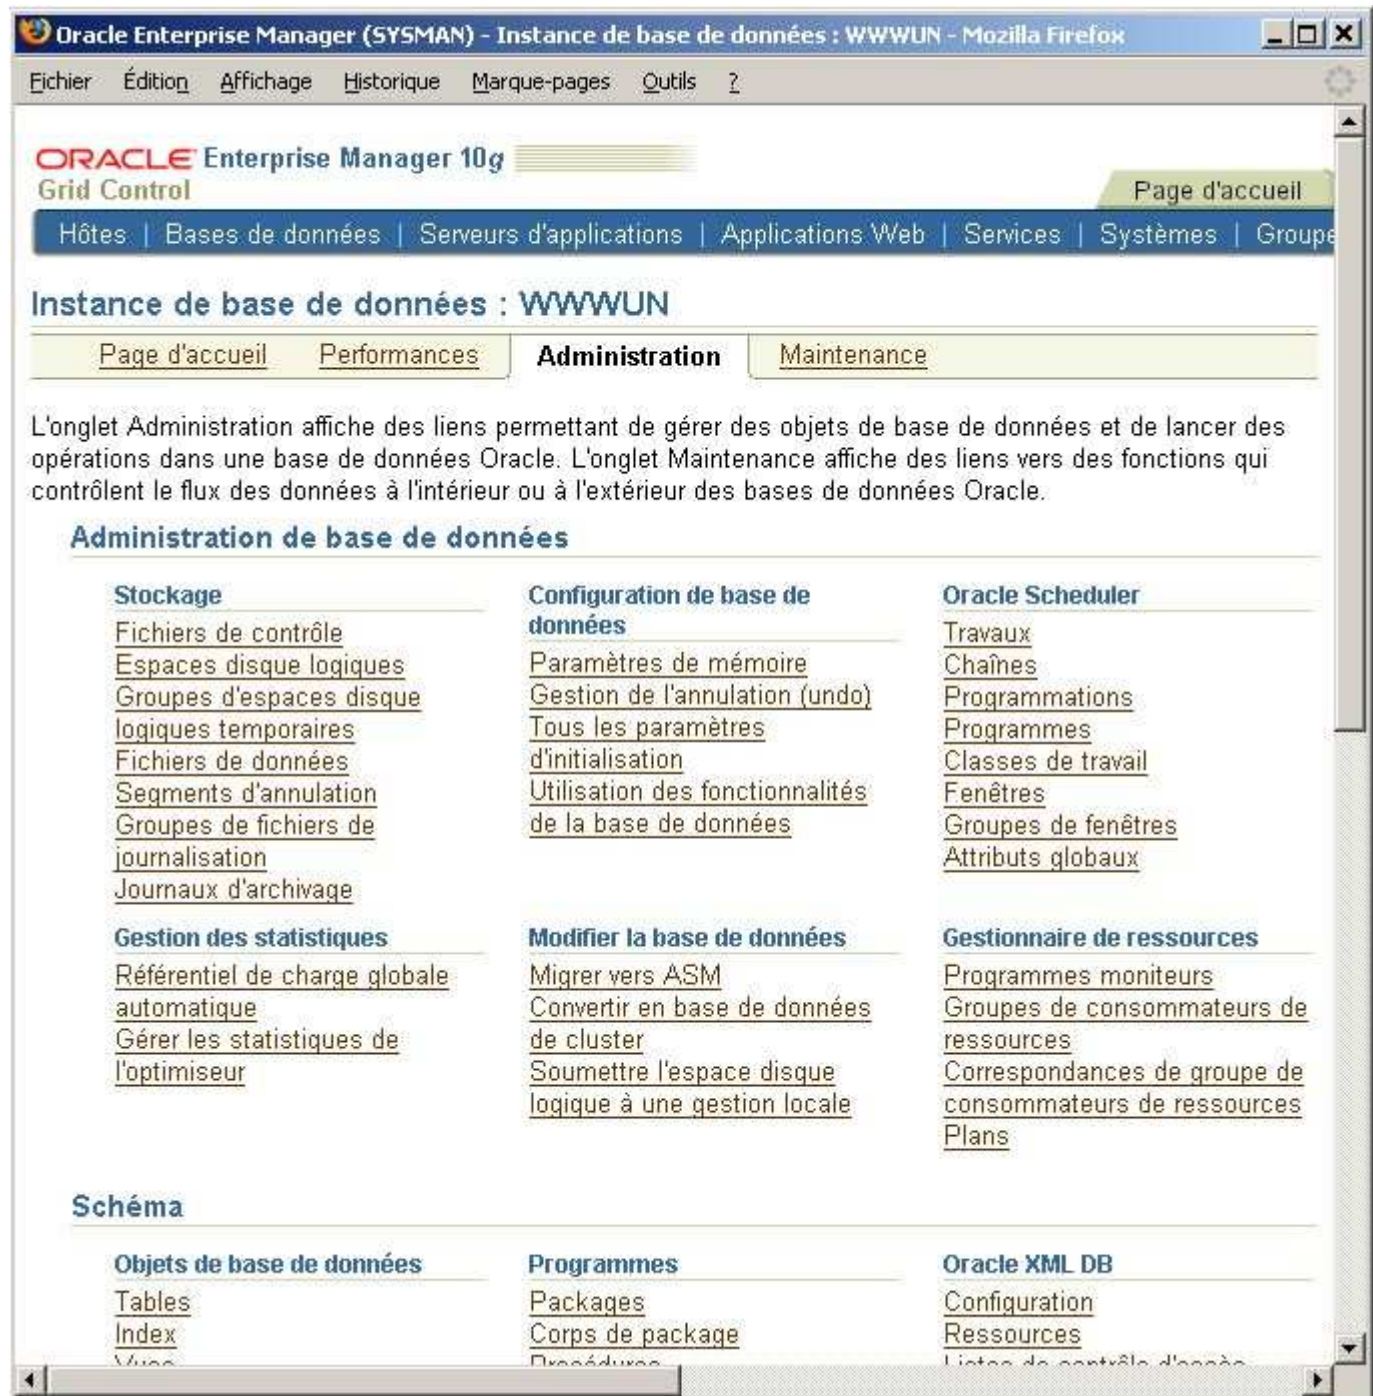 Oracle Enterprise Manager (SYSMAN) - Instance de base de données : WWWUN - Mozilla Firefox
Fichier Édition Affichage Historique Marque-pages Outils ?
ORACLE Enterprise Manager 10g
Grid Control
Page d'accueil
Hôtes | Bases de données | Serveurs d'applications | Applications Web | Services | Systèmes | Groupe
Instance de base de données : WWWUN
Page d'accueil Performances Administration Maintenance
L'onglet Administration affiche des liens permettant de gérer des objets de base de données et de lancer des
opérations dans une base de données Oracle. L'onglet Maintenance affiche des liens vers des fonctions qui
contrôlent le flux des données à l'intérieur ou à l'extérieur des bases de données Oracle.
Administration de base de données
Stockage
Fichiers de contrôle
Espaces disque logiques
Groupes d'espaces disque
logiques temporaires
Fichiers de données
Segments d'annulation
Groupes de fichiers de
journalisation
Journaux d'archivage
Configuration de base de
données
Paramètres de mémoire
Gestion de l'annulation (undo)
Tous les paramètres
d'initialisation
Utilisation des fonctionnalités
de la base de données
Oracle Scheduler
Travaux
Chaînes
Programmations
Programmes
Classes de travail
Fenêtres
Groupes de fenêtres
Attributs globaux
Gestion des statistiques
Référentiel de charge globale
automatique
Gérer les statistiques de
l'optimiseur
Modifier la base de données
Migrer vers ASM
Convertir en base de données
de cluster
Soumettre l'espace disque
logique à une gestion locale
Gestionnaire de ressources
Programmes moniteurs
Groupes de consommateurs de
ressources
Correspondances de groupe de
consommateurs de ressources
Plans
Schéma
Objets de base de données
Tables
Index
Vues
Programmes
Packages
Corps de package
Procédures
Oracle XML DB
Configuration
Ressources
Listes de contrôle d'accès